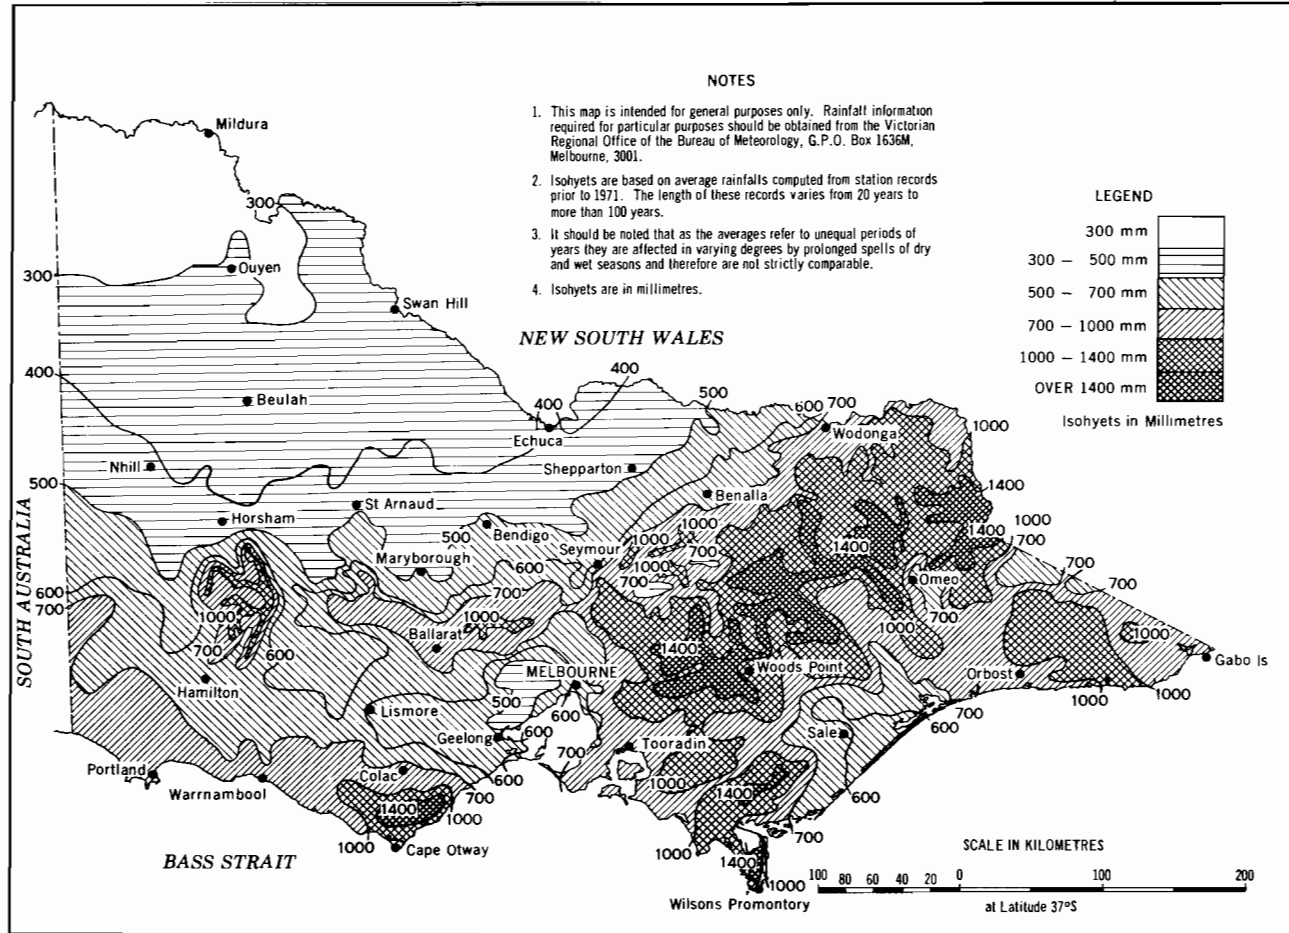 NOTES
1. This map is intended for general purposes only. Rainfall information
required for particular purposes should be obtained from the Victorian
Regional Office of the Bureau of Meteorology, G.P.O. Box 1636M,
Melbourne, 3001.
2. Isohyets are based on average rainfalls computed from station records
prior to 1971. The length of these records varies from 20 years to
more than 100 years.
3. It should be noted that as the averages refer to unequal periods of
years they are affected in varying degrees by prolonged spells of dry
and wet seasons and therefore are not strictly comparable.
4. Isohyets are in millimetres.
LEGEND
300 mm
300 – 500 mm
500 – 700 mm
700 – 1000 mm
1000 – 1400 mm
OVER 1400 mm
Isohyets in Millimetres
Mildura
300
Ouyen
300
Swan Hill
NEW SOUTH WALES
400
400
500
600 700
Beulah
400
Echuca
Wodonga
1000
Nhill
Shepparton
500
St Arnaud
Benalla
1400
Horsham
500
Bendigo
1000
1000
1400
1000
700
Maryborough
Seymour
1000
700
1400
700
600
700
600
700
700
Omeo
700
1000
1000
Ballarat
1000
700
1000
1000
700
600
1400
SOUTH AUSTRALIA
Hamilton
MELBOURNE
Woods Point
Orbost
Gabo Is
500
600
700
1000
1000
Lismore
Geelong
600
Tooradin
Sale
600
700
Portland
Colac
600
1000
Warrnambool
1400
700
1000
1400
600
700
1000
Cape Otway
1000
1400
1000
BASS STRAIT
Wilsons Promontory
SCALE IN KILOMETRES
100 80 60 40 20 0 100 200
at Latitude 37°S